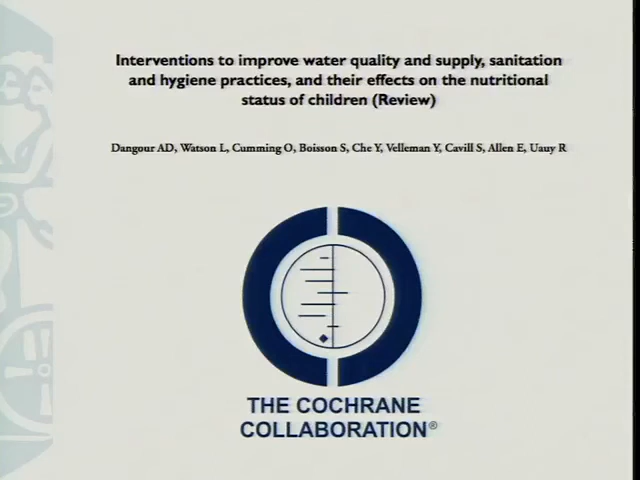 Interventions to improve water quality and supply, sanitation
and hygiene practices, and their effects on the nutritional
status of children (Review)
Dangour AD, Watson L, Cumming O, Boisson S, Che Y, Velleman Y, Cavill S, Allen E, Uauy R
THE COCHRANE
COLLABORATION®